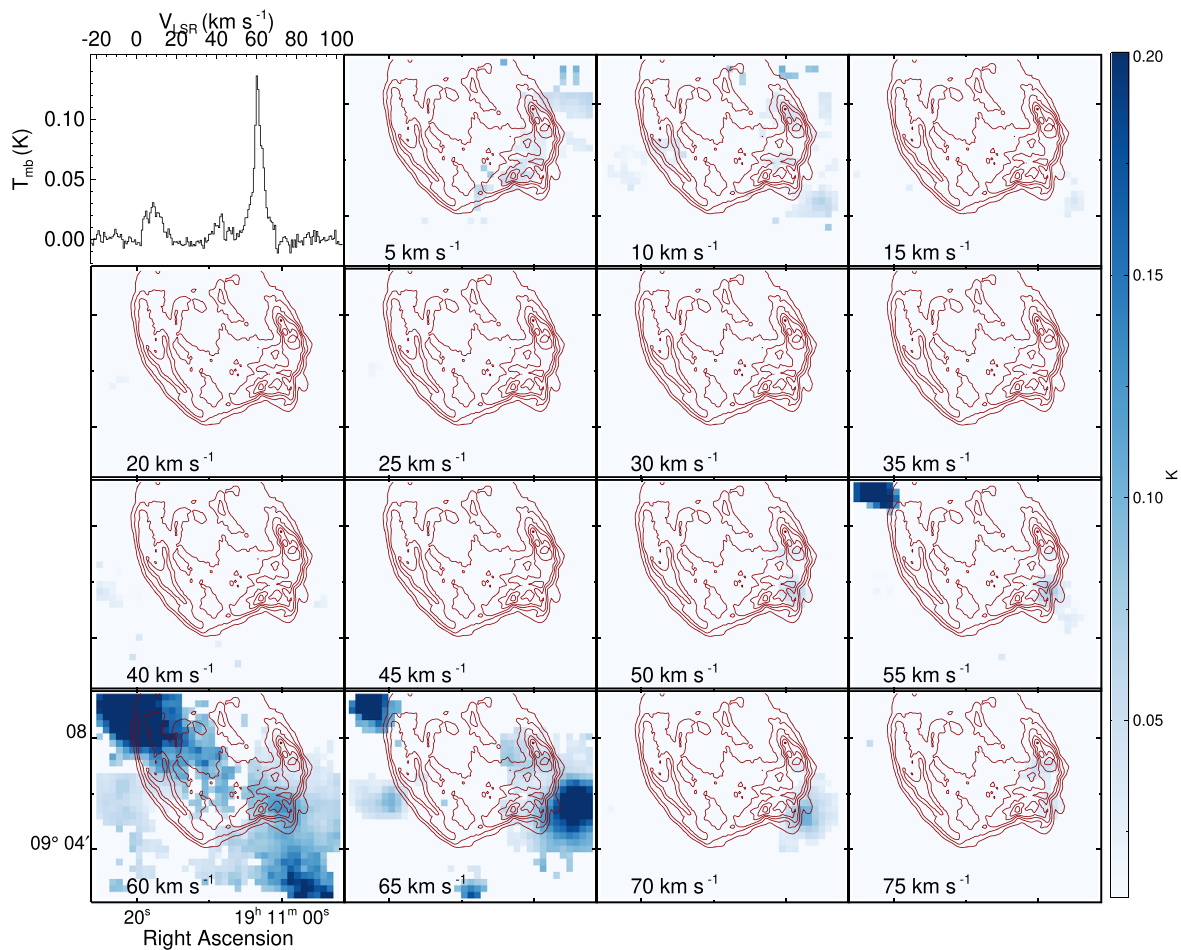 V_LSR (km s^-1)
-20 0 20 40 60 80 100
T_mb (K)
0.10
0.05
0.00
5 km s^-1
10 km s^-1
15 km s^-1
20 km s^-1
25 km s^-1
30 km s^-1
35 km s^-1
40 km s^-1
45 km s^-1
50 km s^-1
55 km s^-1
60 km s^-1
65 km s^-1
70 km s^-1
75 km s^-1
08
09° 04′
20^s
19^h 11^m 00^s
Right Ascension
0.20
0.15
0.10
0.05
K